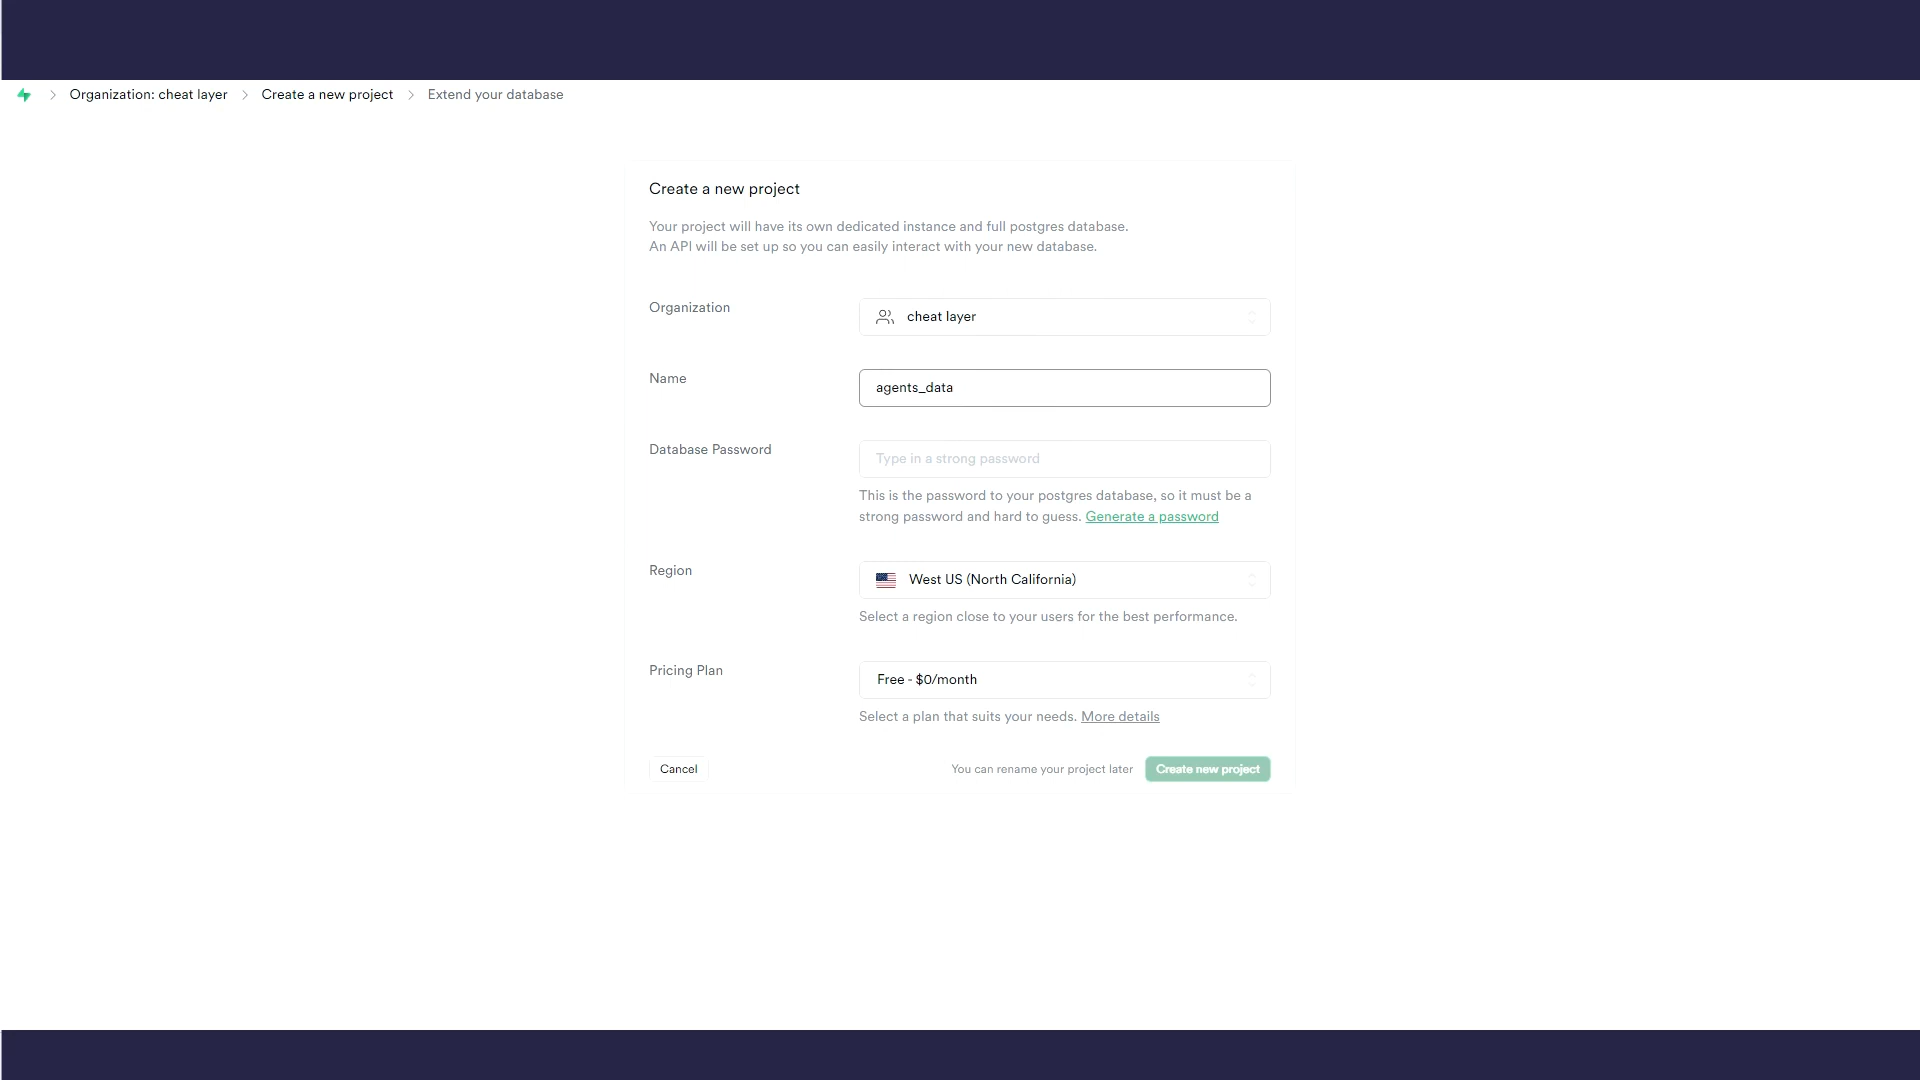 Organization: cheat layer > Create a new project > Extend your database
Create a new project
Your project will have its own dedicated instance and full postgres database.
An API will be set up so you can easily interact with your new database.
Organization
cheat layer
Name
agents_data
Database Password
Type in a strong password
This is the password to your postgres database, so it must be a
strong password and hard to guess. Generate a password
Region
West US (North California)
Select a region close to your users for the best performance.
Pricing Plan
Free - $0/month
Select a plan that suits your needs. More details
Cancel
You can rename your project later
Create new project